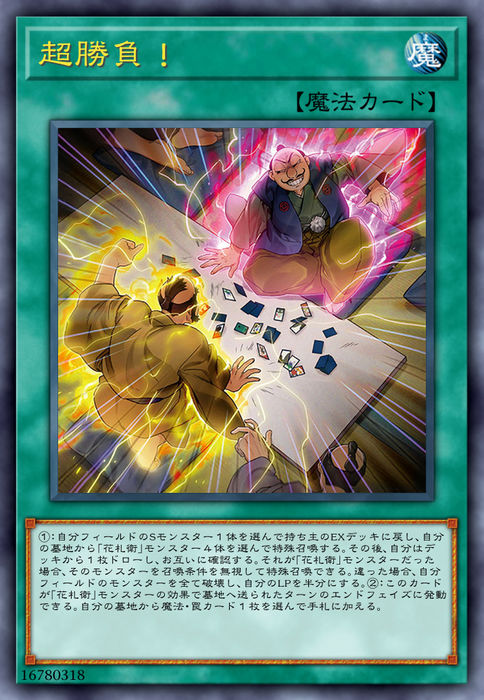 超勝負！
魔
【魔法カード】
①：自分フィールドのSモンスター１体を選んで持ち主のEXデッキに戻し、自分
の墓地から「花札衛」モンスター４体を選んで特殊召喚する。その後、自分はデ
ッキから１枚ドローし、お互いに確認する。それが「花札衛」モンスターだった
場合、そのモンスターを召喚条件を無視して特殊召喚できる。違った場合、自分
フィールドのモンスターを全て破壊し、自分のLPを半分にする。②：このカード
が「花札衛」モンスターの効果で墓地へ送られたターンのエンドフェイズに発動
できる。自分の墓地から魔法・罠カード１枚を選んで手札に加える。
16780318